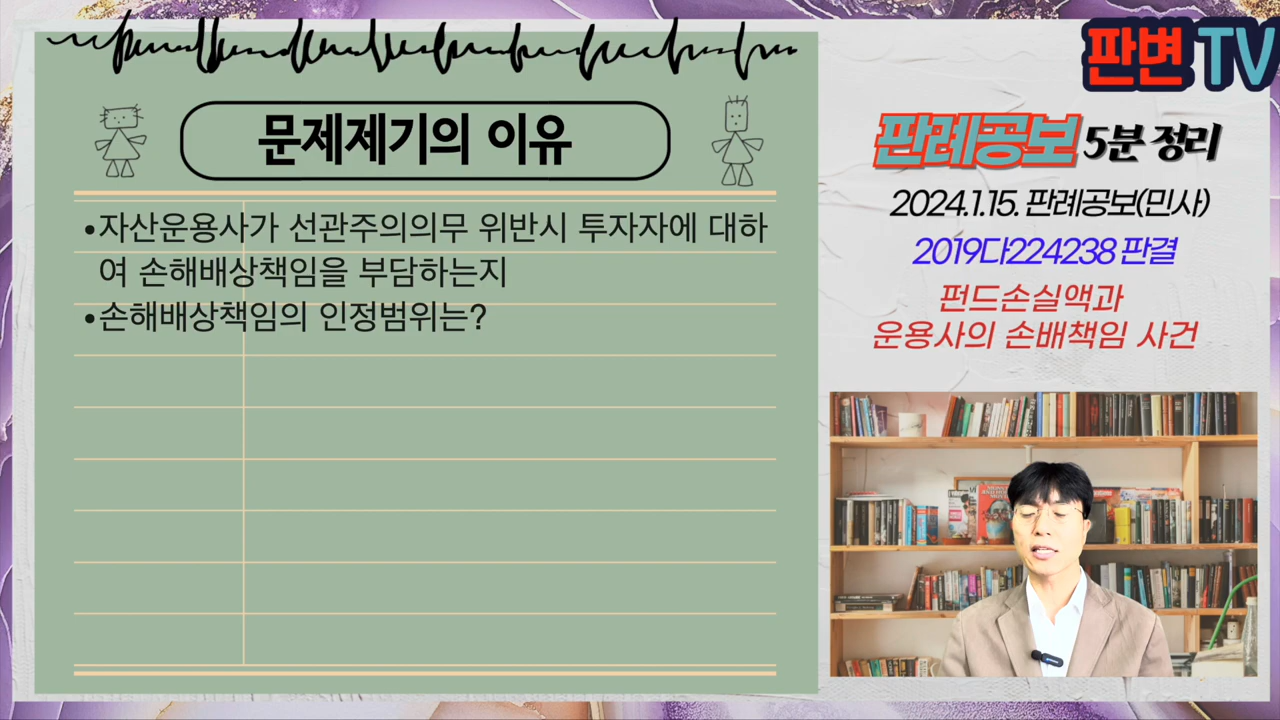 문제제기의 이유
•자산운용사가 선관주의의무 위반시 투자자에 대하
여 손해배상책임을 부담하는지
•손해배상책임의 인정범위는?
판변 TV
판례공보 5분 정리
2024.1.15. 판례공보(민사)
2019다224238 판결
펀드손실액과
운용사의 손배책임 사건